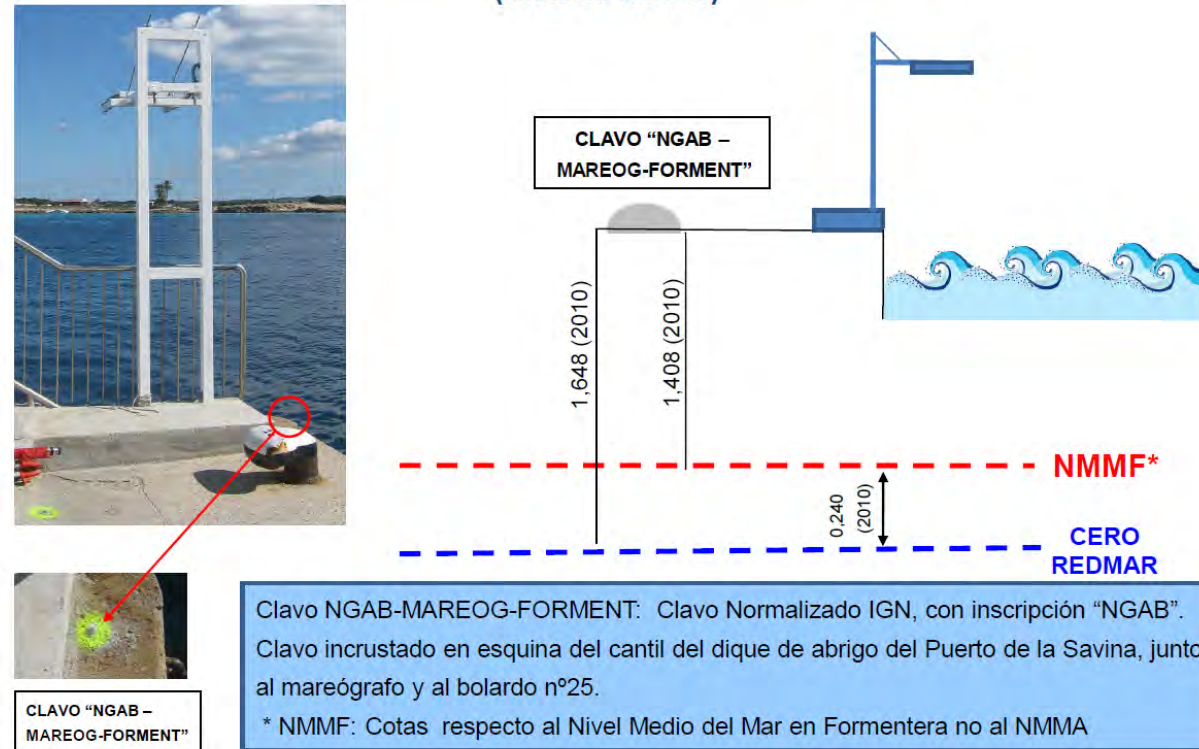 CLAVO “NGAB –
MAREOG-FORMENT”
1,648 (2010)
1,408 (2010)
NMMF*
0,240
(2010)
CERO
REDMAR
Clavo NGAB-MAREOG-FORMENT: Clavo Normalizado IGN, con inscripción “NGAB”.
Clavo incrustado en esquina del cantil del dique de abrigo del Puerto de la Savina, junto
al mareógrafo y al bolardo nº25.
* NMMF: Cotas respecto al Nivel Medio del Mar en Formentera no al NMMA
CLAVO “NGAB –
MAREOG-FORMENT”